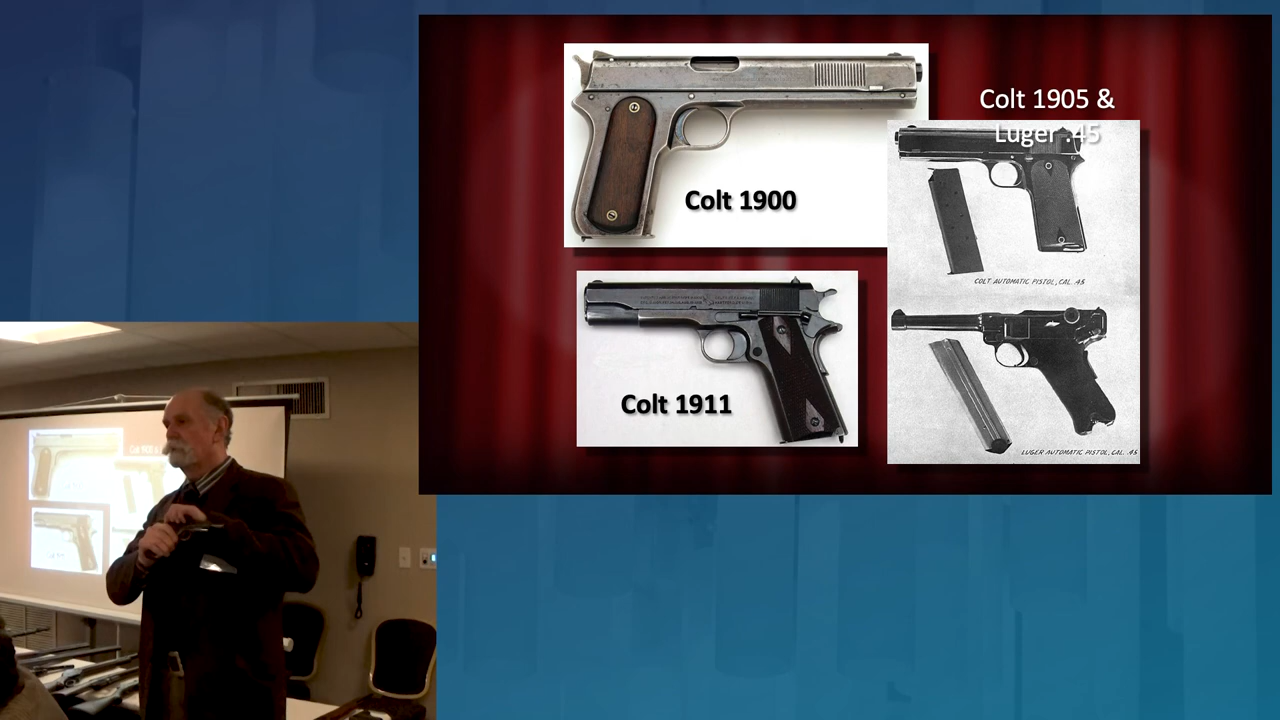 Colt 1905 &
Luger .45
Colt 1900
COLT AUTOMATIC PISTOL, CAL. .45
Colt 1911
LUGER AUTOMATIC PISTOL, CAL. .45